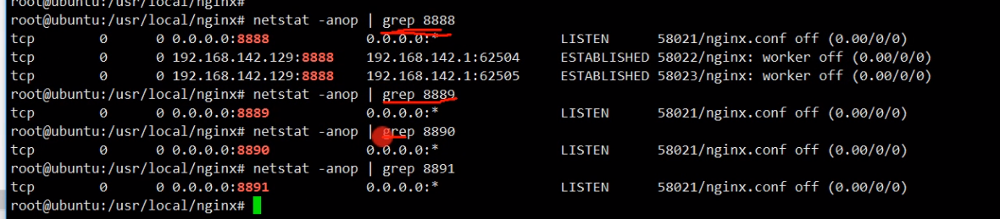 root@ubuntu:/usr/local/nginx#
root@ubuntu:/usr/local/nginx# netstat -anop | grep 8888
tcp        0      0 0.0.0.0:8888            0.0.0.0:*               LISTEN      58021/nginx.conf off (0.00/0/0)
tcp        0      0 192.168.142.129:8888    192.168.142.1:62504     ESTABLISHED 58022/nginx: worker off (0.00/0/0)
tcp        0      0 192.168.142.129:8888    192.168.142.1:62505     ESTABLISHED 58023/nginx: worker off (0.00/0/0)
root@ubuntu:/usr/local/nginx# netstat -anop | grep 8889
tcp        0      0 0.0.0.0:8889            0.0.0.0:*               LISTEN      58021/nginx.conf off (0.00/0/0)
root@ubuntu:/usr/local/nginx# netstat -anop | grep 8890
tcp        0      0 0.0.0.0:8890            0.0.0.0:*               LISTEN      58021/nginx.conf off (0.00/0/0)
root@ubuntu:/usr/local/nginx# netstat -anop | grep 8891
tcp        0      0 0.0.0.0:8891            0.0.0.0:*               LISTEN      58021/nginx.conf off (0.00/0/0)
root@ubuntu:/usr/local/nginx#